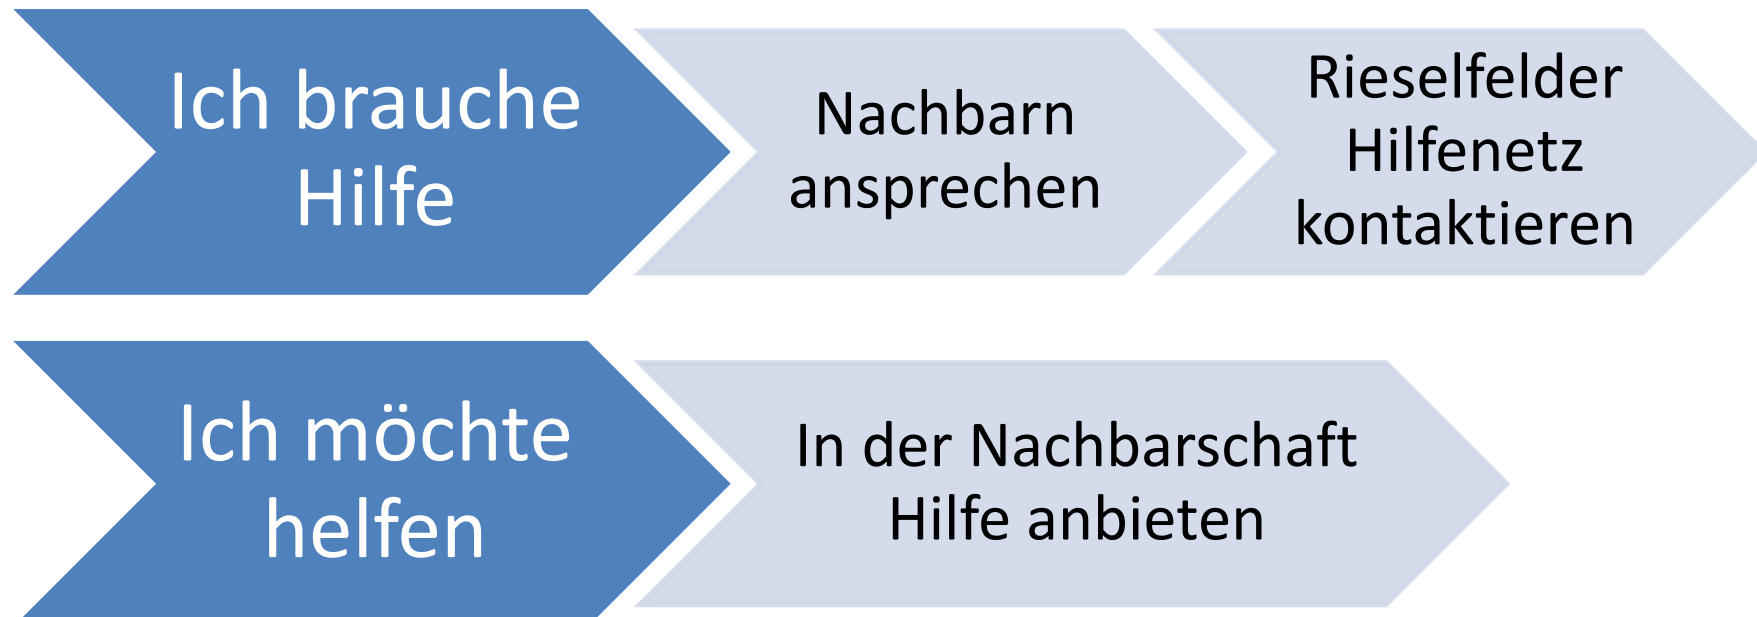 Ich brauche
Hilfe
Nachbarn
ansprechen
Rieselfelder
Hilfenetz
kontaktieren
Ich möchte
helfen
In der Nachbarschaft
Hilfe anbieten